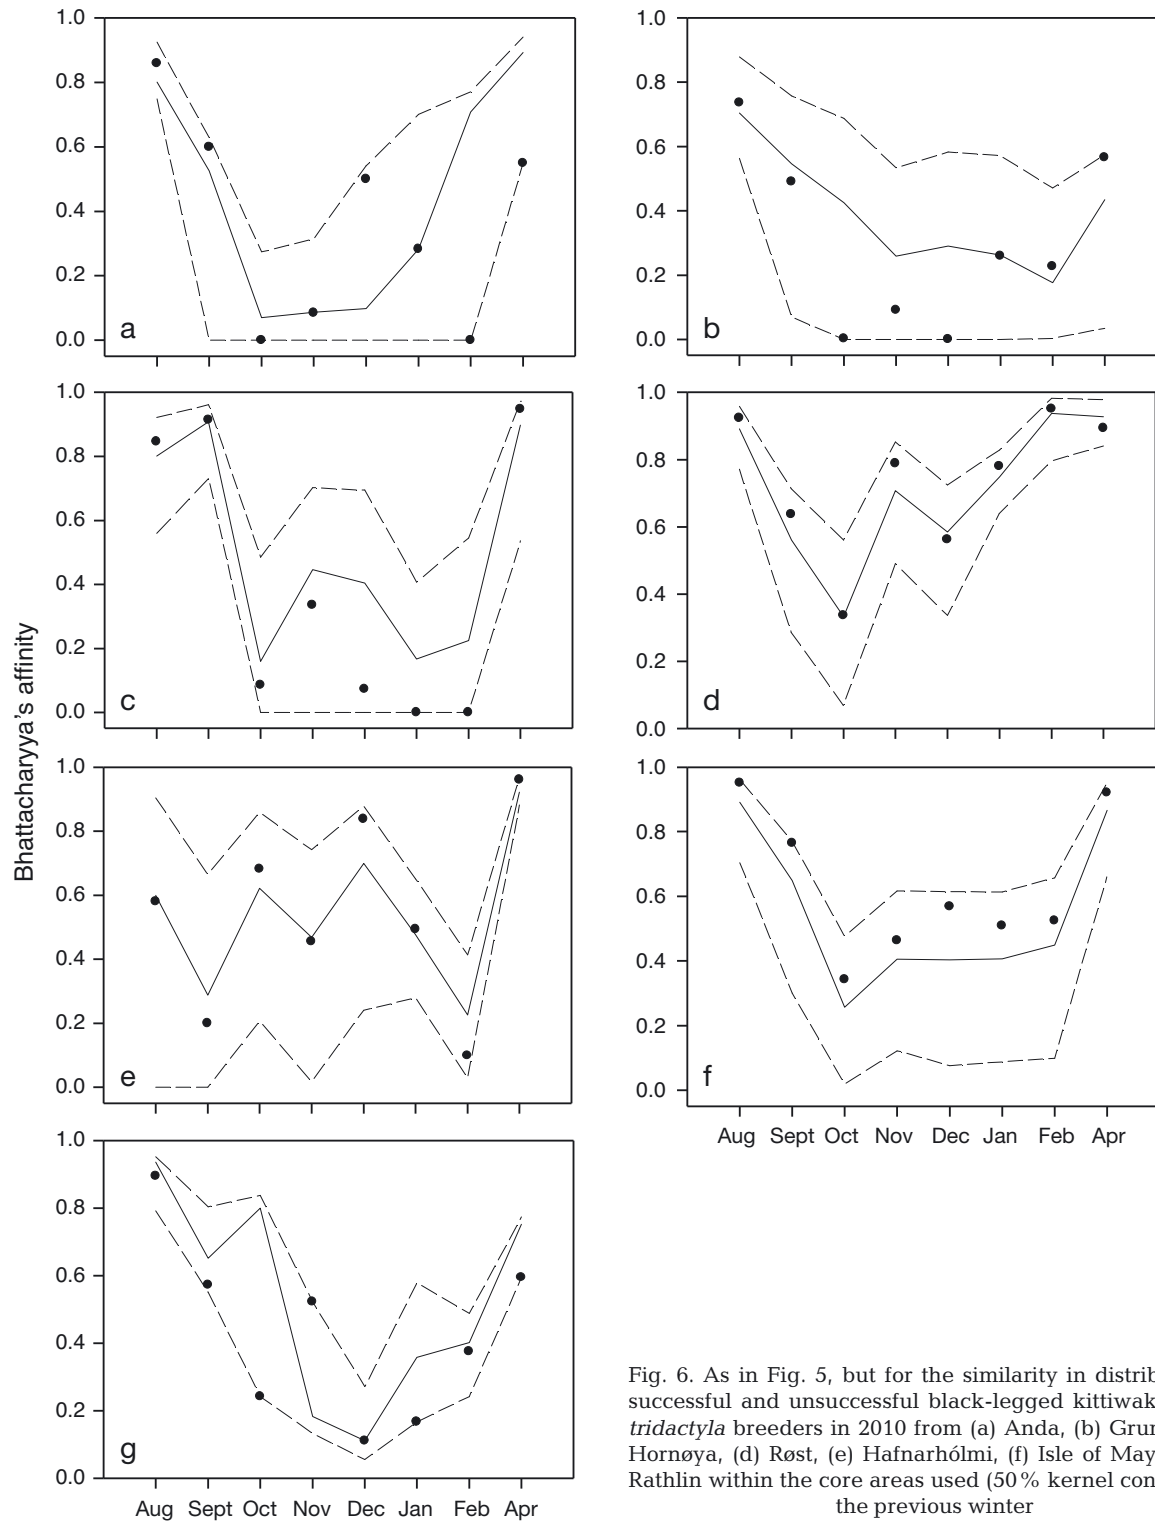 Bhattacharyya's affinity
1.0
0.8
0.6
0.4
0.2
0.0
a
1.0
0.8
0.6
0.4
0.2
0.0
b
1.0
0.8
0.6
0.4
0.2
0.0
c
1.0
0.8
0.6
0.4
0.2
0.0
d
1.0
0.8
0.6
0.4
0.2
0.0
e
1.0
0.8
0.6
0.4
0.2
0.0
f
Aug Sept Oct Nov Dec Jan Feb Apr
1.0
0.8
0.6
0.4
0.2
0.0
g
Aug Sept Oct Nov Dec Jan Feb Apr
Fig. 6. As in Fig. 5, but for the similarity in distrib
successful and unsuccessful black-legged kittiwak
tridactyla breeders in 2010 from (a) Anda, (b) Grur
Hornøya, (d) Røst, (e) Hafnarhólmi, (f) Isle of May
Rathlin within the core areas used (50% kernel con
the previous winter